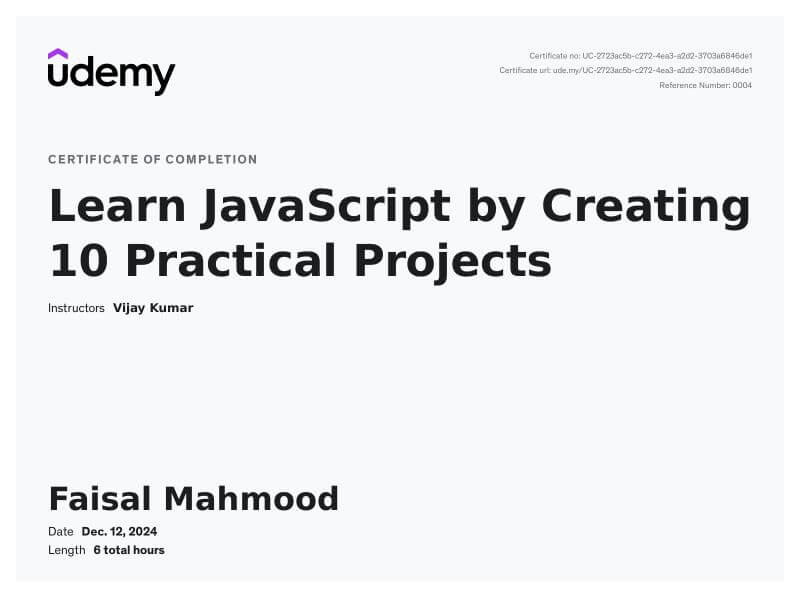 udemy
Certificate no: UC-2723ac5b-c272-4ea3-a2d2-3703a6846de1
Certificate url: ude.my/UC-2723ac5b-c272-4ea3-a2d2-3703a6846de1
Reference Number: 0004
CERTIFICATE OF COMPLETION
Learn JavaScript by Creating
10 Practical Projects
Instructors Vijay Kumar
Faisal Mahmood
Date Dec. 12, 2024
Length 6 total hours